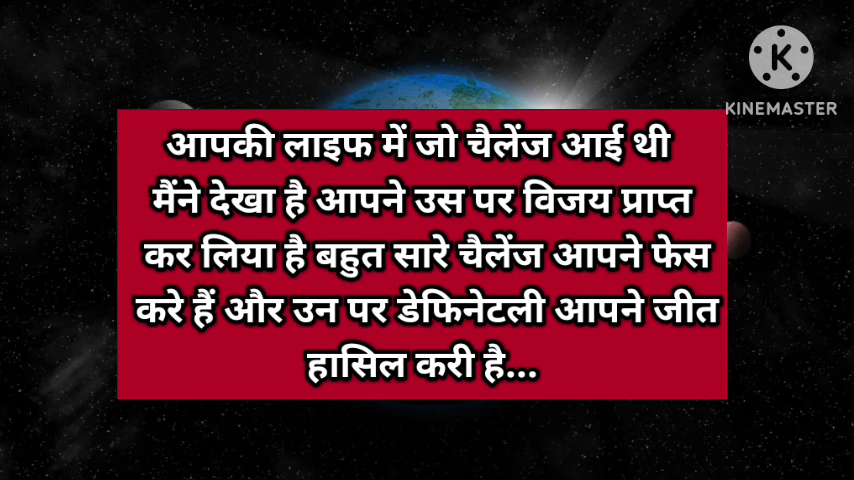 KINEMASTER
आपकी लाइफ में जो चैलेंज आई थी
मैंने देखा है आपने उस पर विजय प्राप्त
कर लिया है बहुत सारे चैलेंज आपने फेस
करे हैं और उन पर डेफिनेटली आपने जीत
हासिल करी है...